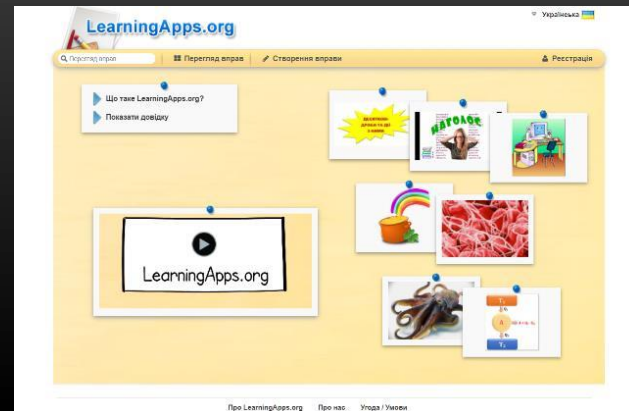 LearningApps.org
Українська
Перегляд вправ
Перегляд вправ
Створення вправи
Реєстрація
Що таке LearningApps.org?
Показати довідку
НАГОЛОС
LearningApps.org
Про LearningApps.org
Про нас
Угода / Умови